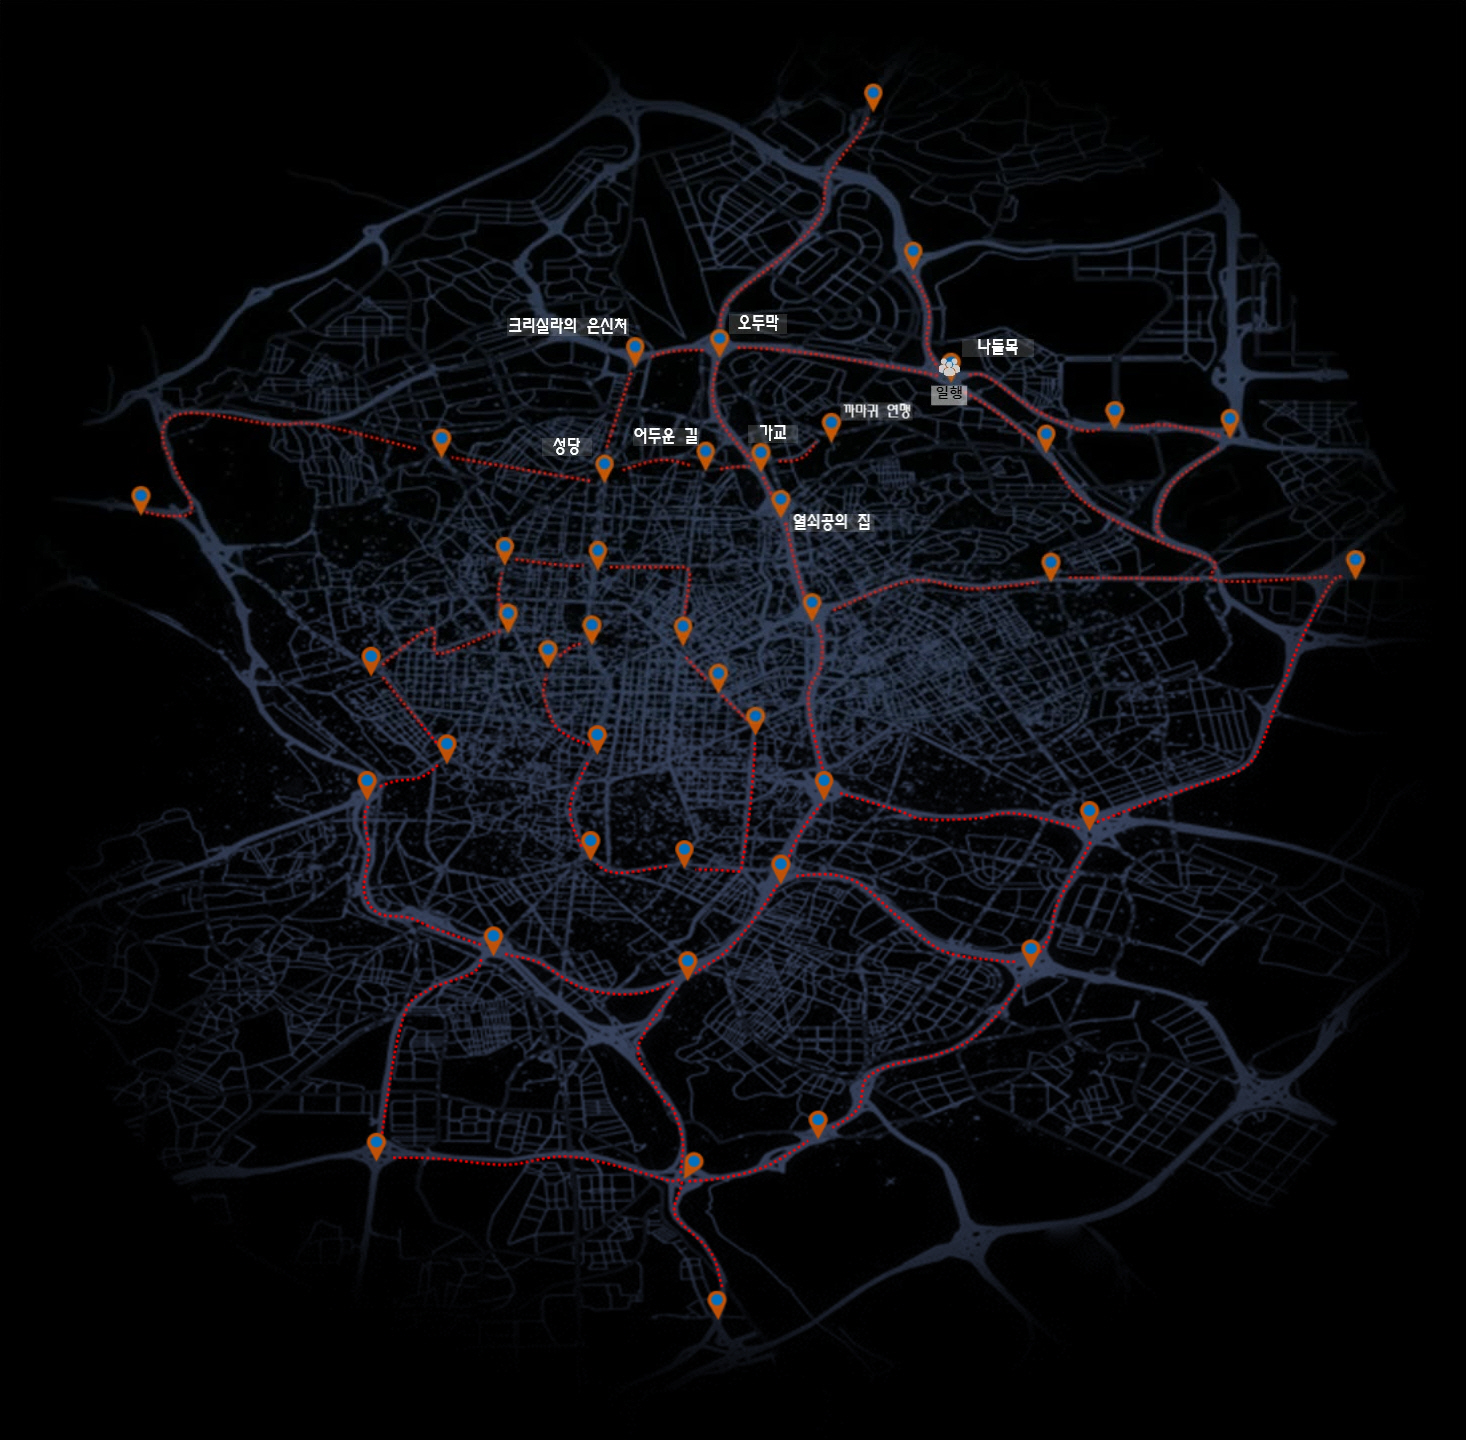 오두막
크리실라의 은신처
나들목
일행
까마귀 연맹
가교
어두운 길
성당
열쇠공의 집